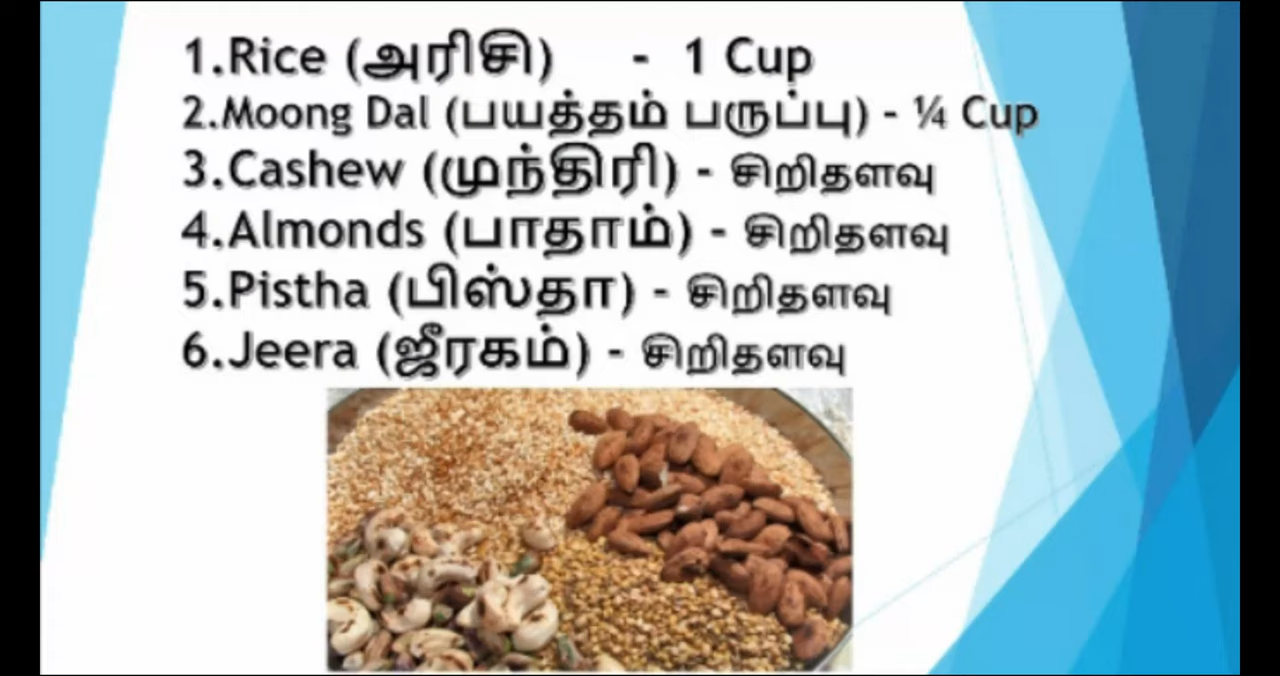 1.Rice (அரிசி) - 1 Cup
2.Moong Dal (பயத்தம் பருப்பு) - ¼ Cup
3.Cashew (முந்திரி) - சிறிதளவு
4.Almonds (பாதாம்) - சிறிதளவு
5.Pistha (பிஸ்தா) - சிறிதளவு
6.Jeera (ஜீரகம்) - சிறிதளவு